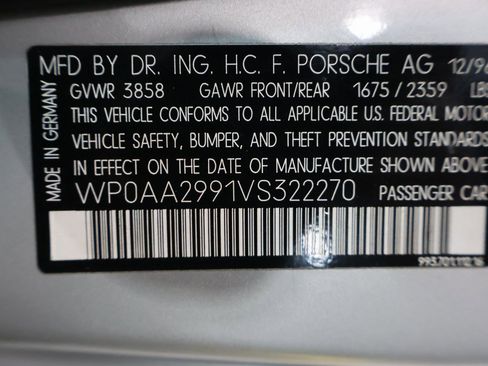 MFD BY DR. ING. H.C. F. PORSCHE AG 12/96
GVWR 3858 GAWR FRONT/REAR 1675 / 2359 LBS
THIS VEHICLE CONFORMS TO ALL APPLICABLE U.S. FEDERAL MOTOR
VEHICLE SAFETY, BUMPER, AND THEFT PREVENTION STANDARDS
IN EFFECT ON THE DATE OF MANUFACTURE SHOWN ABOVE
WP0AA2991VS322270 PASSENGER CAR
MADE IN GERMANY